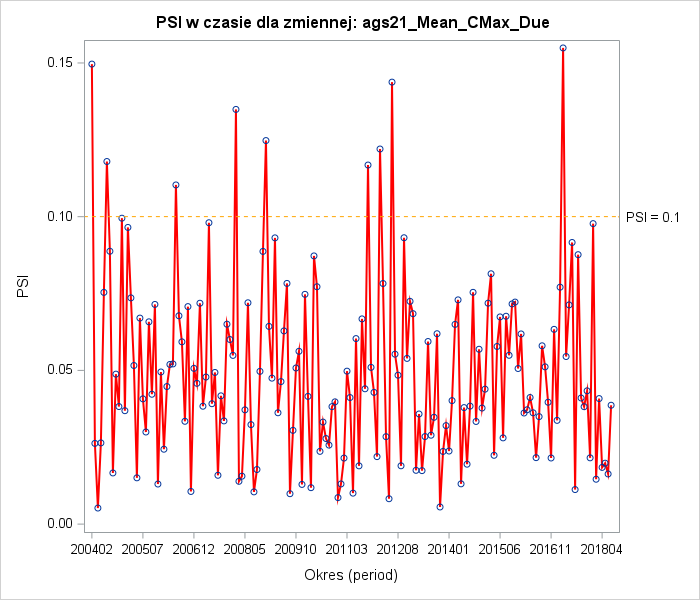 PSI w czasie dla zmiennej: ags21_Mean_CMax_Due
0.15
0.10
0.05
0.00
PSI
PSI = 0.1
200402 200507 200612 200805 200910 201103 201208 201401 201506 201611 201804
Okres (period)